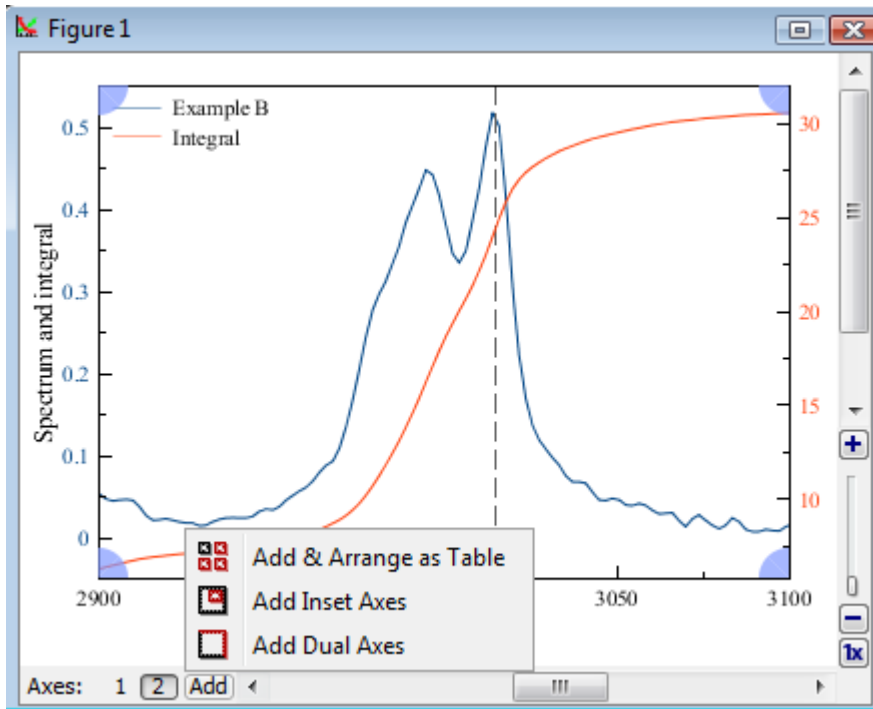 Figure 1
Example B
Integral
Spectrum and integral
0.5
0.4
0.3
0.2
0.1
0
30
25
20
15
10
2900
3050
3100
Add & Arrange as Table
Add Inset Axes
Add Dual Axes
Axes: 1 2 Add
1x